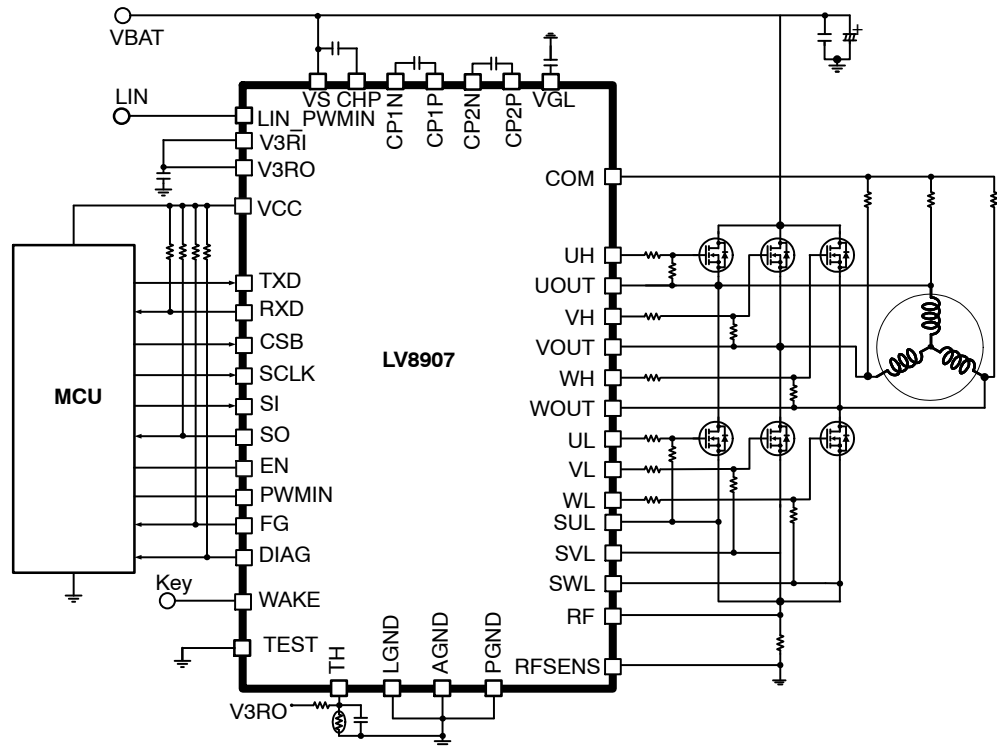 VBAT
LIN
VS CHP
CP1N
CP1P
CP2N
CP2P
VGL
LIN_PWMIN
V3RI
V3RO
VCC
COM
UH
UOUT
VH
VOUT
WH
WOUT
UL
VL
WL
SUL
SVL
SWL
RF
RFSENS
LV8907
MCU
TXD
RXD
CSB
SCLK
SI
SO
EN
PWMIN
FG
DIAG
Key
WAKE
TEST
TH
LGND
AGND
PGND
V3RO
+